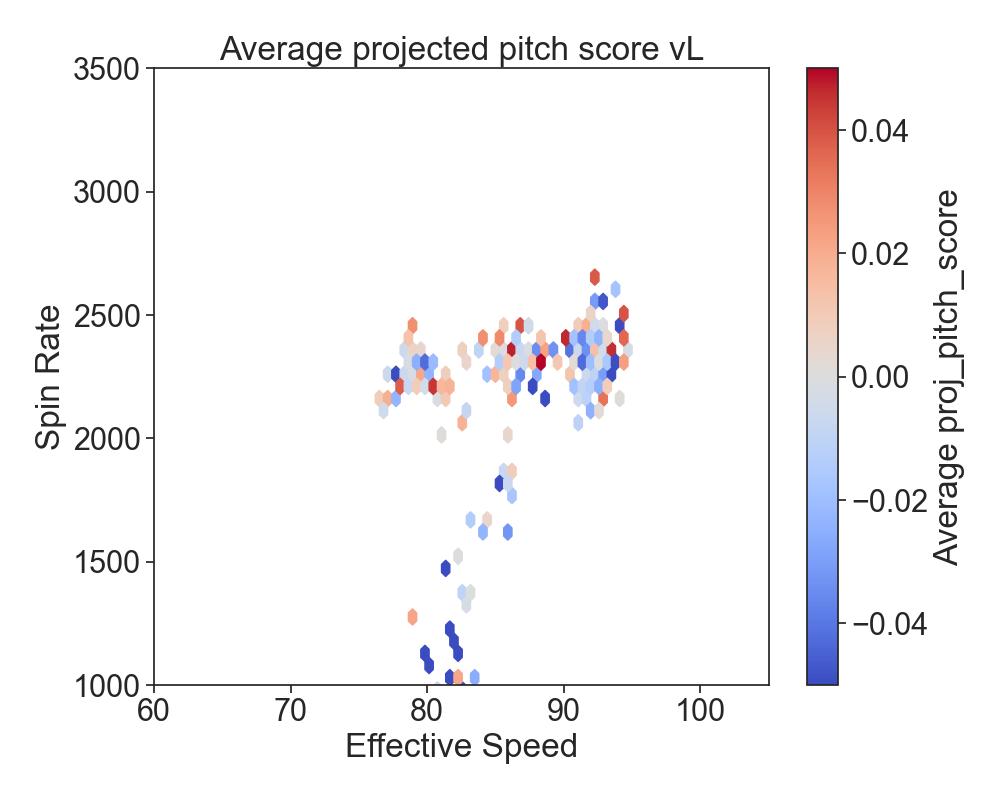 Average projected pitch score vL
3500
3000
2500
2000
1500
1000
Spin Rate
60 70 80 90 100
Effective Speed
0.04
0.02
0.00
−0.02
−0.04
Average proj_pitch_score